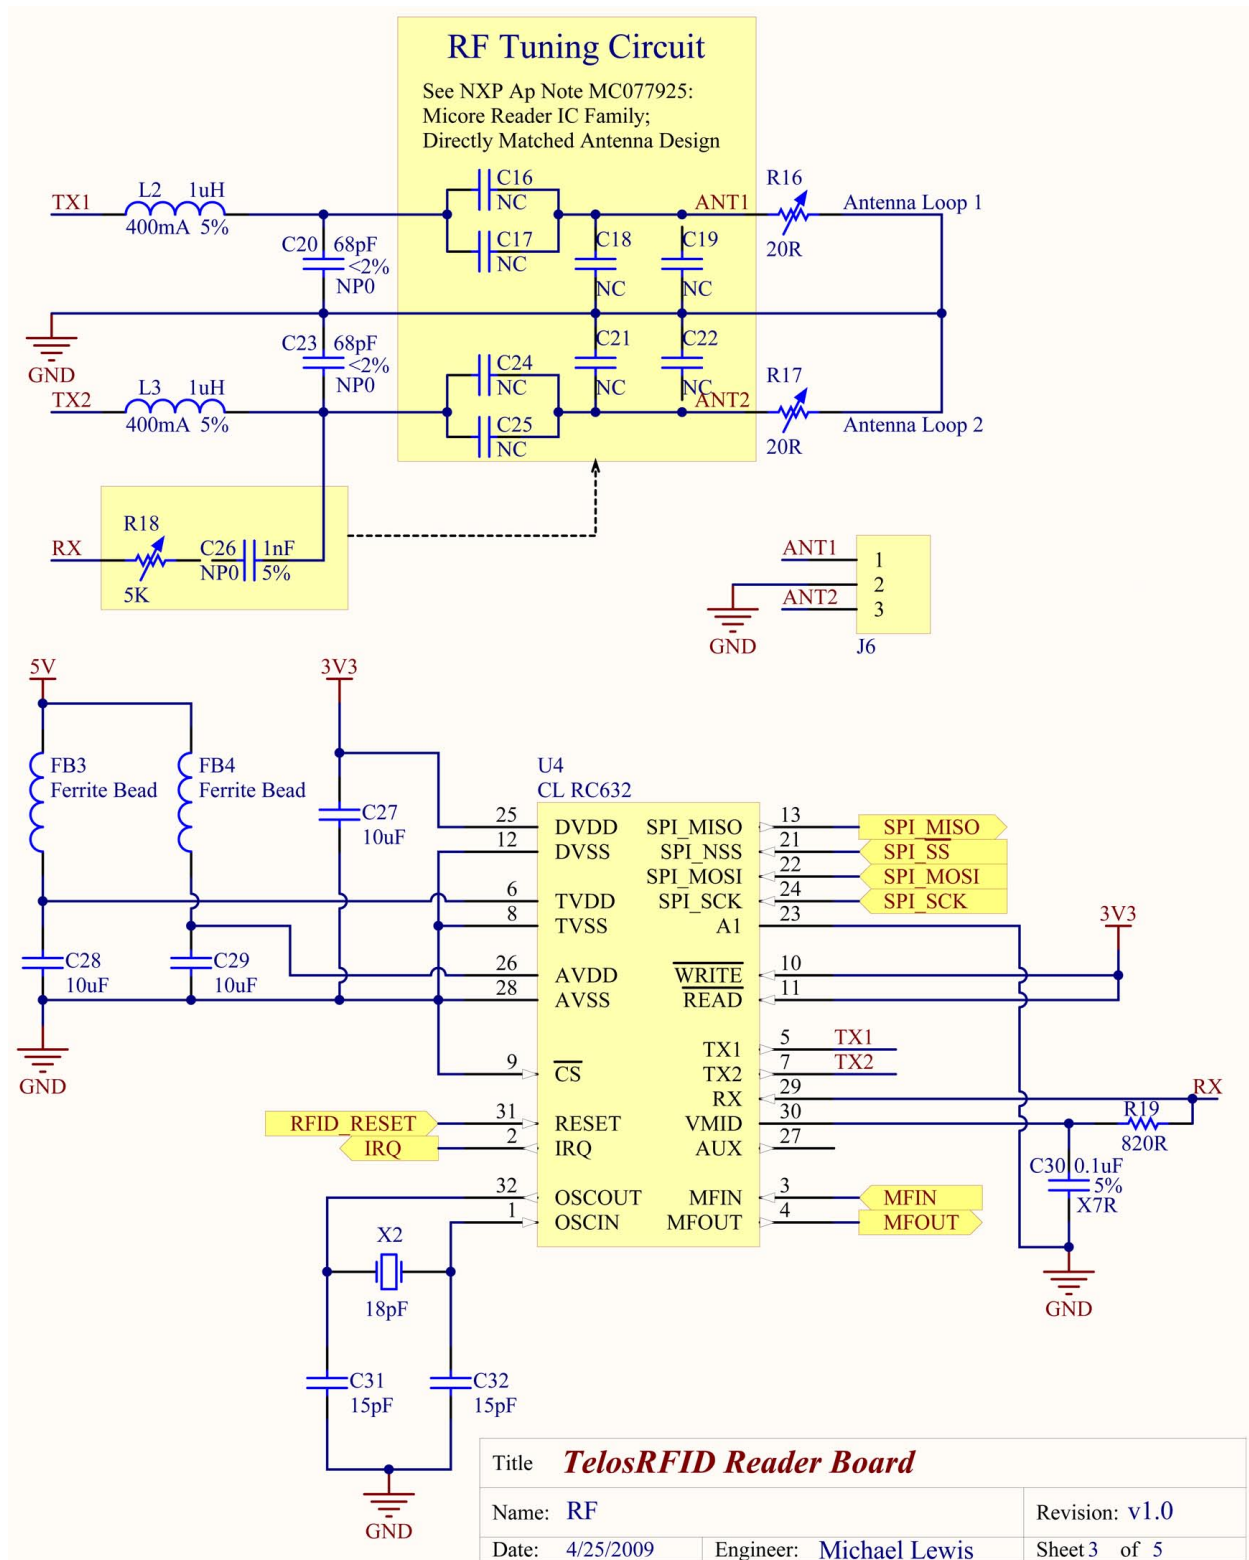 RF Tuning Circuit
See NXP Ap Note MC077925:
Micore Reader IC Family;
Directly Matched Antenna Design
TX1
L2 1uH
400mA 5%
C20 68pF
<2%
NP0
C16
NC
C17
NC
C18
NC
C19
NC
ANT1
R16
20R
Antenna Loop 1
GND
C23 68pF
<2%
NP0
TX2
L3 1uH
400mA 5%
C24
NC
C25
NC
C21
NC
C22
NC
ANT2
R17
20R
Antenna Loop 2
RX
R18
5K
C26 1nF
NP0 5%
ANT1 1
2
ANT2 3
GND
J6
5V
3V3
FB3
Ferrite Bead
FB4
Ferrite Bead
C27
10uF
C28
10uF
C29
10uF
GND
U4
CL RC632
25 DVDD
12 DVSS
6 TVDD
8 TVSS
26 AVDD
28 AVSS
9 CS
RFID_RESET 31 RESET
IRQ 2 IRQ
32 OSCOUT
1 OSCIN
SPI_MISO 13 SPI_MISO
SPI_NSS 21 SPI_SS
SPI_MOSI 22 SPI_MOSI
SPI_SCK 24 SPI_SCK
A1 23
3V3
WRITE 10
READ 11
TX1 5 TX1
TX2 7 TX2
RX 29 RX
VMID 30
AUX 27
MFIN 3 MFIN
MFOUT 4 MFOUT
R19
820R
C30 0.1uF
5%
X7R
GND
X2
18pF
C31
15pF
C32
15pF
GND
Title TelosRFID Reader Board
Name: RF Revision: v1.0
Date: 4/25/2009 Engineer: Michael Lewis Sheet 3 of 5